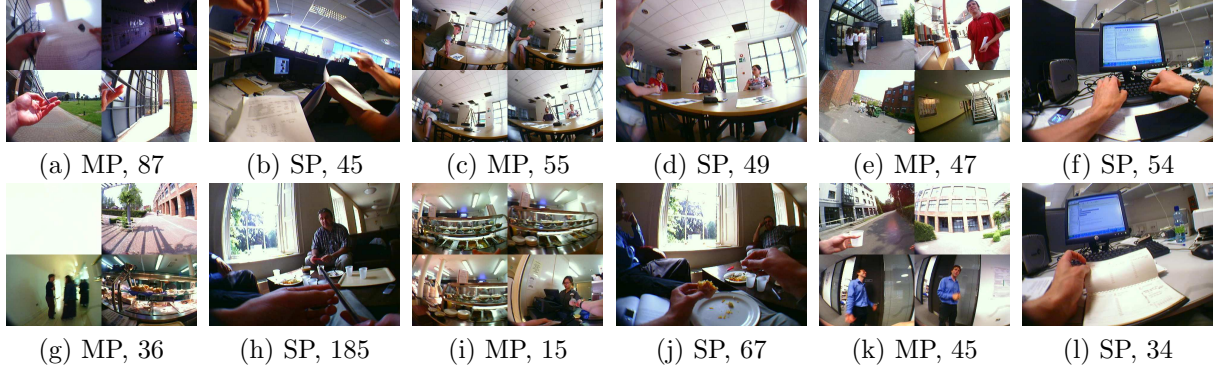 (a) MP, 87
(b) SP, 45
(c) MP, 55
(d) SP, 49
(e) MP, 47
(f) SP, 54
(g) MP, 36
(h) SP, 185
(i) MP, 15
(j) SP, 67
(k) MP, 45
(l) SP, 34